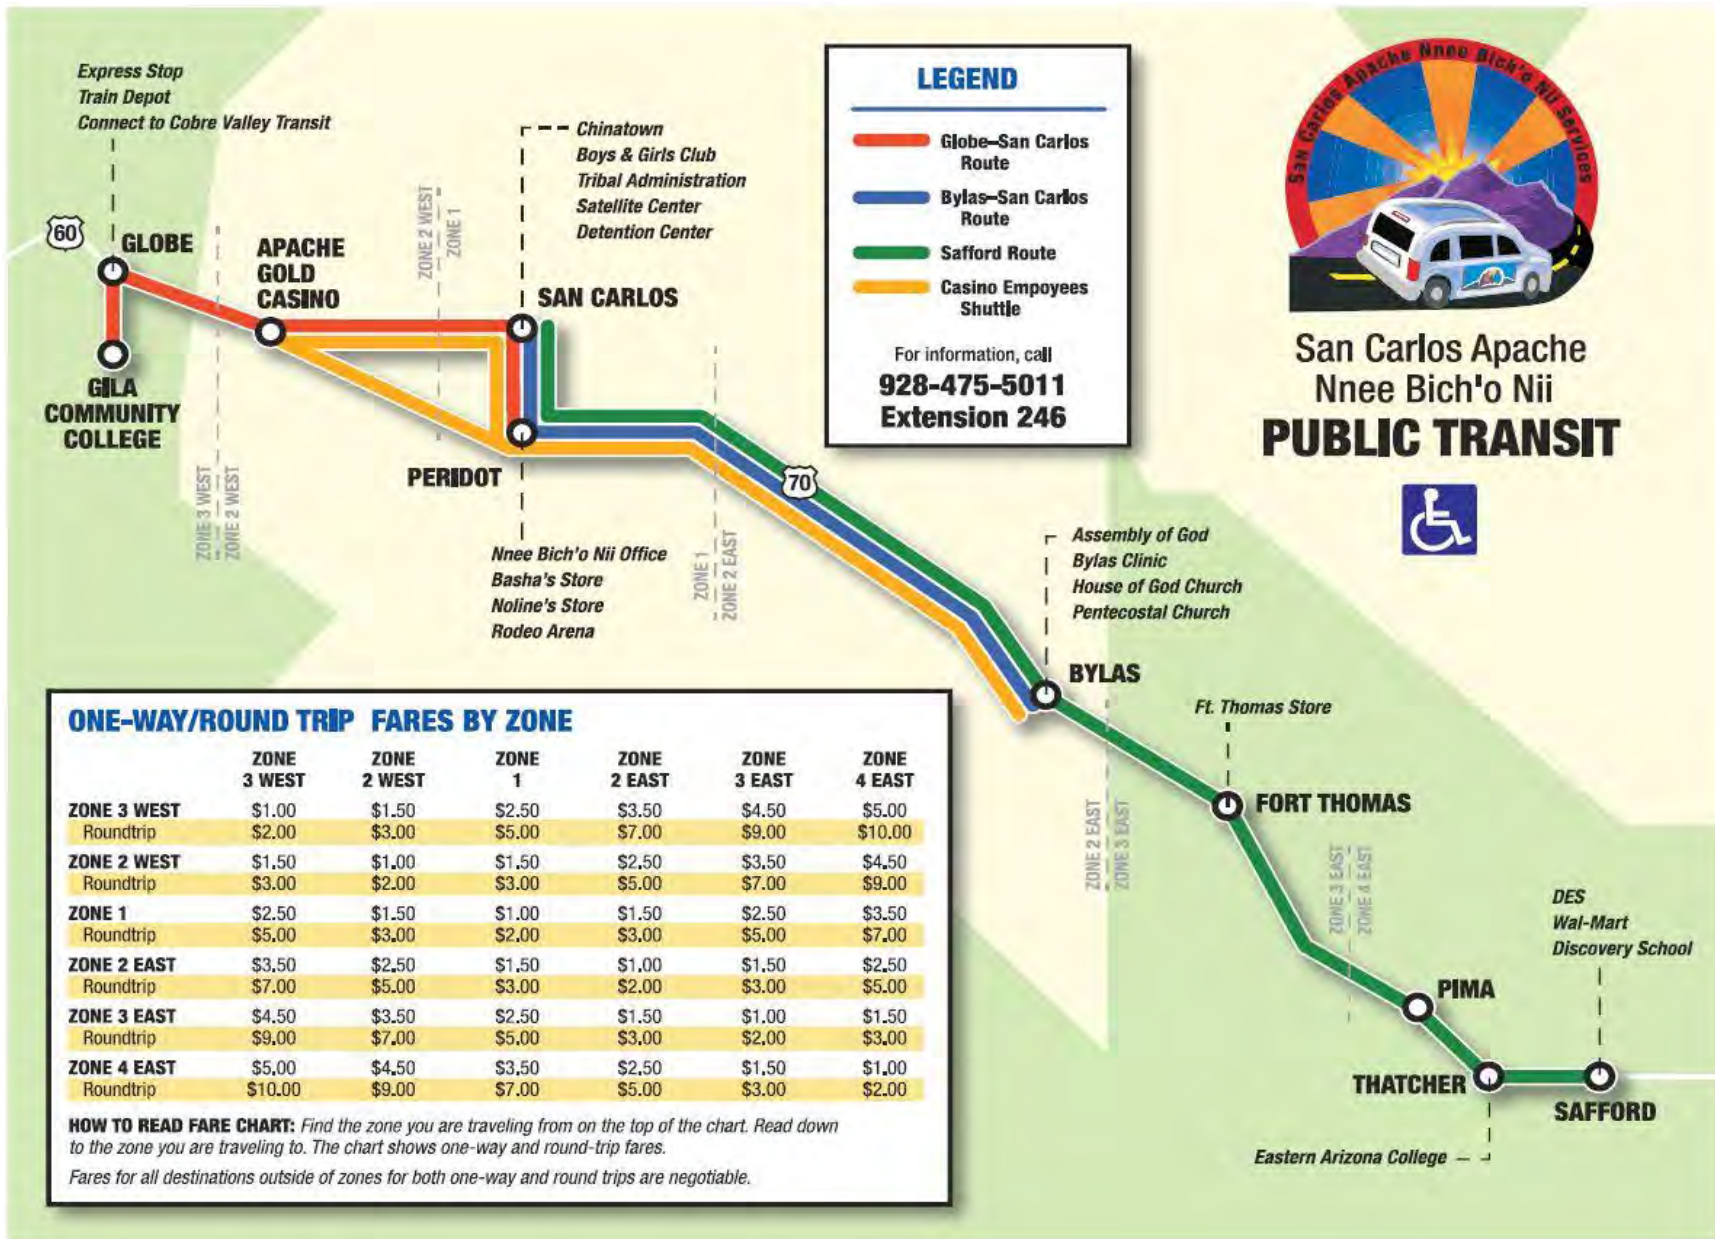 Express Stop
Train Depot
Connect to Cobre Valley Transit
60
GLOBE
GILA
COMMUNITY
COLLEGE
APACHE
GOLD
CASINO
ZONE 3 WEST
ZONE 2 WEST
ZONE 2 WEST
ZONE 1
Chinatown
Boys & Girls Club
Tribal Administration
Satellite Center
Detention Center
SAN CARLOS
PERIDOT
Nnee Bich'o Nii Office
Basha's Store
Noline's Store
Rodeo Arena
ZONE 1
ZONE 2 EAST
70
LEGEND
Globe–San Carlos
Route
Bylas–San Carlos
Route
Safford Route
Casino Empoyees
Shuttle
For information, call
928-475-5011
Extension 246
San Carlos Apache Nnee Bich'o Nii Services
San Carlos Apache
Nnee Bich'o Nii
PUBLIC TRANSIT
Assembly of God
Bylas Clinic
House of God Church
Pentecostal Church
BYLAS
ZONE 2 EAST
ZONE 3 EAST
Ft. Thomas Store
FORT THOMAS
ZONE 3 EAST
ZONE 4 EAST
PIMA
DES
Wal-Mart
Discovery School
THATCHER
SAFFORD
Eastern Arizona College
ONE-WAY/ROUND TRIP FARES BY ZONE
ZONE ZONE ZONE ZONE ZONE ZONE
3 WEST 2 WEST 1 2 EAST 3 EAST 4 EAST
ZONE 3 WEST $1.00 $1.50 $2.50 $3.50 $4.50 $5.00
Roundtrip $2.00 $3.00 $5.00 $7.00 $9.00 $10.00
ZONE 2 WEST $1.50 $1.00 $1.50 $2.50 $3.50 $4.50
Roundtrip $3.00 $2.00 $3.00 $5.00 $7.00 $9.00
ZONE 1 $2.50 $1.50 $1.00 $1.50 $2.50 $3.50
Roundtrip $5.00 $3.00 $2.00 $3.00 $5.00 $7.00
ZONE 2 EAST $3.50 $2.50 $1.50 $1.00 $1.50 $2.50
Roundtrip $7.00 $5.00 $3.00 $2.00 $3.00 $5.00
ZONE 3 EAST $4.50 $3.50 $2.50 $1.50 $1.00 $1.50
Roundtrip $9.00 $7.00 $5.00 $3.00 $2.00 $3.00
ZONE 4 EAST $5.00 $4.50 $3.50 $2.50 $1.50 $1.00
Roundtrip $10.00 $9.00 $7.00 $5.00 $3.00 $2.00
HOW TO READ FARE CHART: Find the zone you are traveling from on the top of the chart. Read down
to the zone you are traveling to. The chart shows one-way and round-trip fares.
Fares for all destinations outside of zones for both one-way and round trips are negotiable.